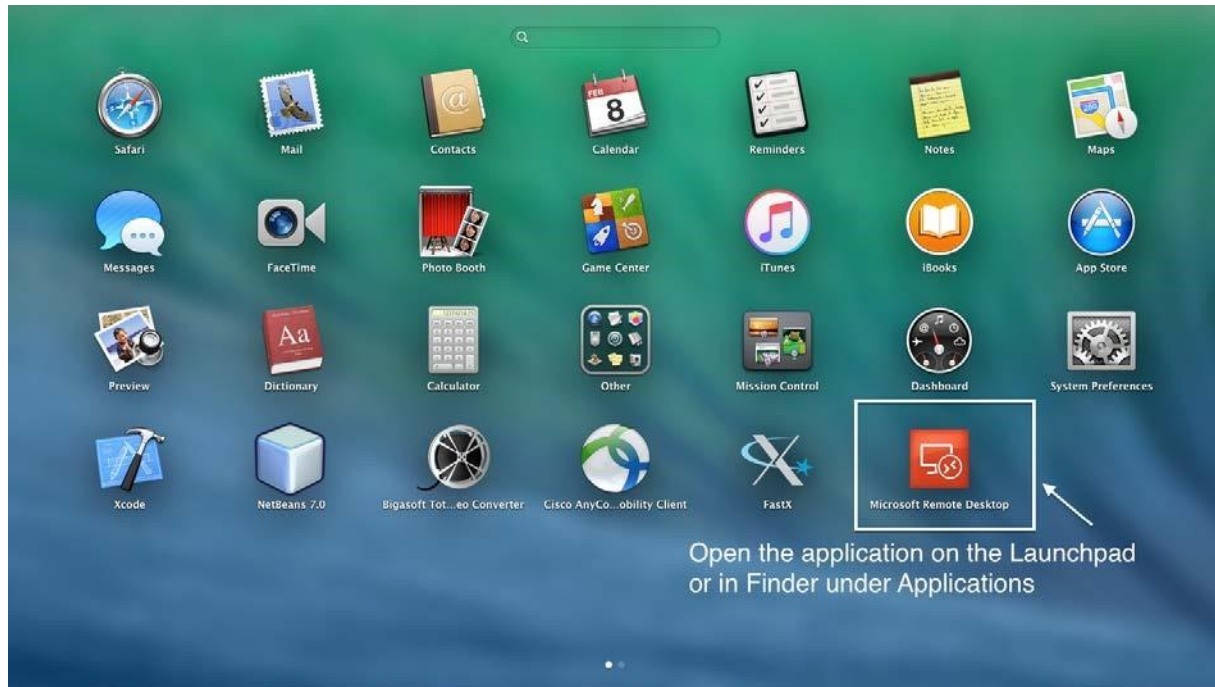 FEB
8
Safari
Mail
Contacts
Calendar
Reminders
Notes
Maps
Messages
FaceTime
Photo Booth
Game Center
iTunes
iBooks
App Store
Aa
Preview
Dictionary
Calculator
Other
Mission Control
Dashboard
System Preferences
Xcode
NetBeans 7.0
Bigasoft Tot...eo Converter
Cisco AnyCo...obility Client
FastX
Microsoft Remote Desktop
Open the application on the Launchpad
or in Finder under Applications